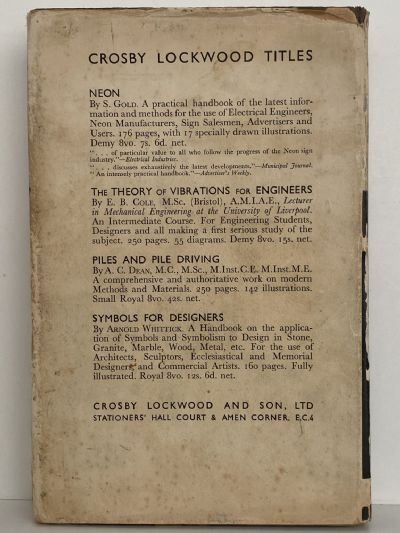 CROSBY LOCKWOOD TITLES
NEON
By S. GOLD. A practical handbook of the latest infor-
mation and methods for the use of Electrical Engineers,
Neon Manufacturers, Sign Salesmen, Advertisers and
Users. 176 pages, with 17 specially drawn illustrations.
Demy 8vo. 7s. 6d. net.
". . . of particular value to all who follow the progress of the Neon sign
industry."—Electrical Industries.
". . . discusses exhaustively the latest developments."—Municipal Journal.
"An intensely practical handbook."—Advertiser's Weekly.
THE THEORY OF VIBRATIONS FOR ENGINEERS
By E. B. COLE, M.Sc. (Bristol), A.M.I.A.E., Lecturer
in Mechanical Engineering at the University of Liverpool.
An Intermediate Course. For Engineering Students,
Designers and all making a first serious study of the
subject. 250 pages. 55 diagrams. Demy 8vo. 15s. net.
PILES AND PILE DRIVING
By A. C. DEAN, M.C., M.Sc., M.Inst.C.E. M.Inst.M.E.
A comprehensive and authoritative work on modern
Methods and Materials. 250 pages. 142 illustrations.
Small Royal 8vo. 42s. net.
SYMBOLS FOR DESIGNERS
By ARNOLD WHITTICK. A Handbook on the applica-
tion of Symbols and Symbolism to Design in Stone,
Granite, Marble, Wood, Metal, etc. For the use of
Architects, Sculptors, Ecclesiastical and Memorial
Designers and Commercial Artists. 160 pages. Fully
illustrated. Royal 8vo. 12s. 6d. net.
CROSBY LOCKWOOD AND SON, LTD
STATIONERS' HALL COURT & AMEN CORNER, E.C.4